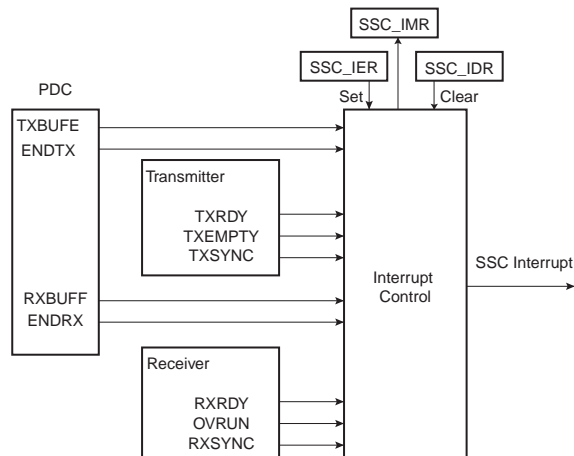 SSC_IMR
SSC_IER
SSC_IDR
Set
Clear
PDC
TXBUFE
ENDTX
Transmitter
TXRDY
TXEMPTY
TXSYNC
RXBUFF
ENDRX
Interrupt
Control
SSC Interrupt
Receiver
RXRDY
OVRUN
RXSYNC